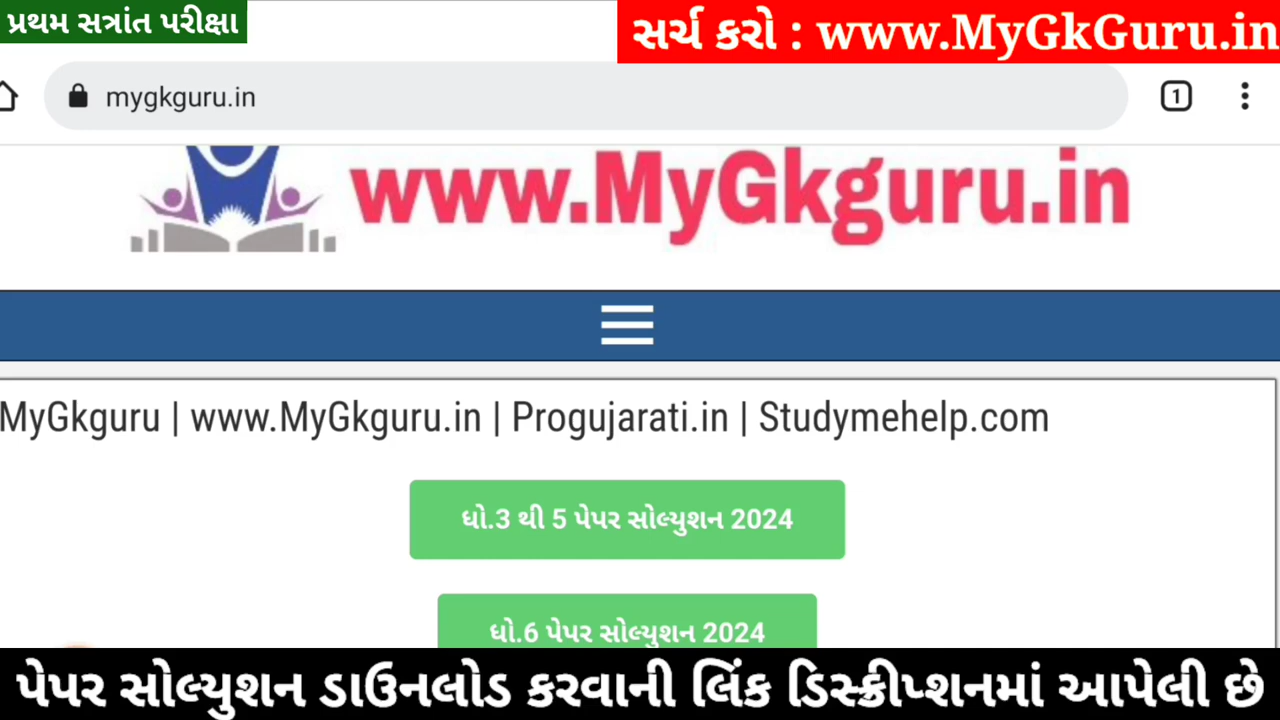 પ્રથમ સત્રાંત પરીક્ષા
સર્ચ કરો : www.MyGkGuru.in
mygkguru.in
1
www.MyGkguru.in
MyGkguru | www.MyGkguru.in | Progujarati.in | Studymehelp.com
ધો.3 થી 5 પેપર સોલ્યુશન 2024
ધો.6 પેપર સોલ્યુશન 2024
પેપર સોલ્યુશન ડાઉનલોડ કરવાની લિંક ડિસ્ક્રીપ્શનમાં આપેલી છે